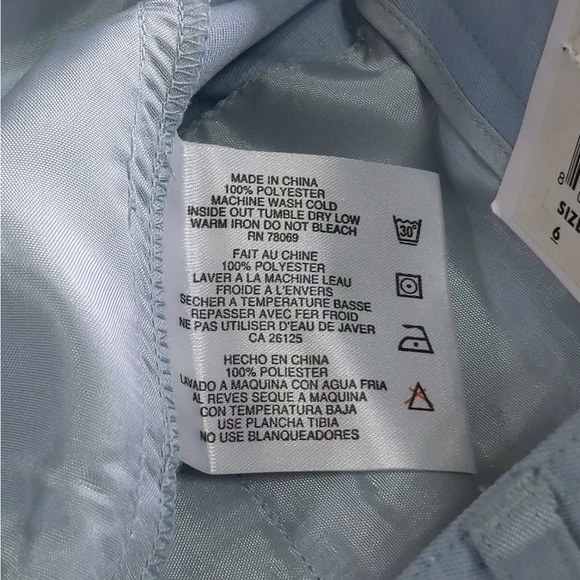 MADE IN CHINA
100% POLYESTER
MACHINE WASH COLD
INSIDE OUT TUMBLE DRY LOW
WARM IRON DO NOT BLEACH
RN 78069
30°
FAIT AU CHINE
100% POLYESTER
LAVER A LA MACHINE LEAU
FROIDE A L'ENVERS
SECHER A TEMPERATURE BASSE
REPASSER AVEC FER FROID
NE PAS UTILISER D'EAU DE JAVER
CA 26125
HECHO EN CHINA
100% POLIESTER
LAVADO A MAQUINA CON AGUA FRIA
AL REVES SEQUE A MAQUINA
CON TEMPERATURA BAJA
USE PLANCHA TIBIA
NO USE BLANQUEADORES
8
SIZE
6